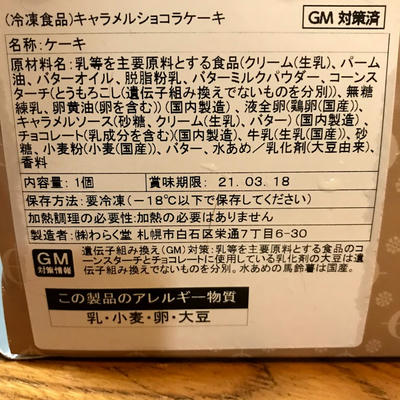 (冷凍食品)キャラメルショコラケーキ
GM 対策済
名称:ケーキ
原材料名:乳等を主要原料とする食品(クリーム(生乳)、パーム
油、バターオイル、脱脂粉乳、バターミルクパウダー、コーンス
ターチ(とうもろこし(遺伝子組み換えでないものを分別))、無糖
練乳、卵黄油(卵を含む))(国内製造)、液全卵(鶏卵(国産))、
キャラメルソース(砂糖、クリーム(生乳)、バター)(国内製造)、
チョコレート(乳成分を含む)(国内製造)、牛乳(生乳(国産))、砂
糖、小麦粉(小麦(国産))、バター、水あめ/乳化剤(大豆由来)、
香料
内容量:1個
賞味期限: 21.03.18
保存方法:要冷凍(-18℃以下で保存してください)
加熱調理の必要性:加熱の必要はありません
製造者:㈱わらく堂 札幌市白石区栄通7丁目6-30
GM
対策情報
遺伝子組み換え(GM)対策:乳等を主要原料とする食品のコ
ーンスターチとチョコレートに使用している乳化剤の大豆は遺
伝子組み換えでないものを分別。水あめの馬鈴薯は国産。
この製品のアレルギー物質
乳・小麦・卵・大豆